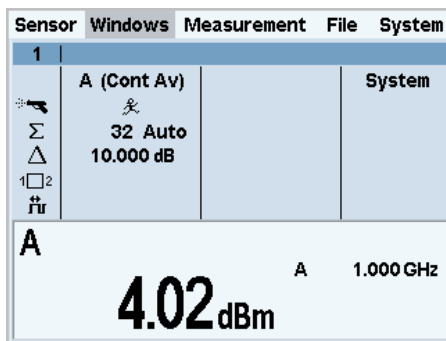 Sensor Windows Measurement File System
1
A (Cont Av) System
Σ 32 Auto
Δ 10.000 dB
1 2
A
A 1.000 GHz
4.02 dBm